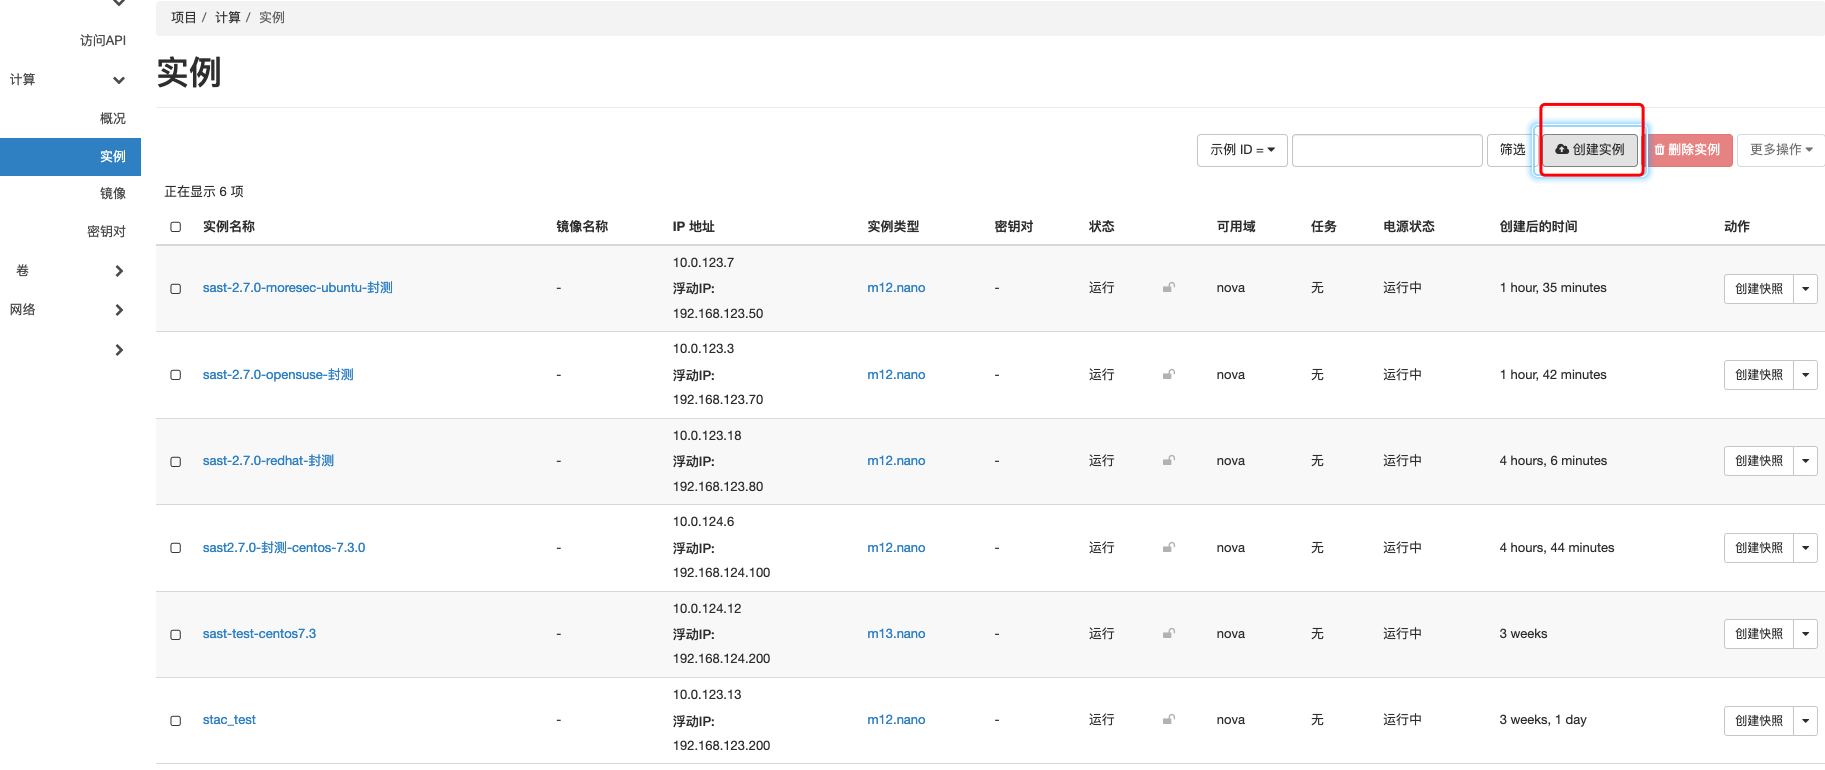 项目 / 计算 / 实例
访问API
计算
概况
实例
镜像
密钥对
卷
网络
实例
示例 ID = 筛选 创建实例 删除实例 更多操作
正在显示 6 项
实例名称 镜像名称 IP 地址 实例类型 密钥对 状态 可用域 任务 电源状态 创建后的时间 动作
10.0.123.7
sast-2.7.0-moresec-ubuntu-封测 - 浮动IP: m12.nano - 运行 nova 无 运行中 1 hour, 35 minutes 创建快照
192.168.123.50
10.0.123.3
sast-2.7.0-opensuse-封测 - 浮动IP: m12.nano - 运行 nova 无 运行中 1 hour, 42 minutes 创建快照
192.168.123.70
10.0.123.18
sast-2.7.0-redhat-封测 - 浮动IP: m12.nano - 运行 nova 无 运行中 4 hours, 6 minutes 创建快照
192.168.123.80
10.0.124.6
sast2.7.0-封测-centos-7.3.0 - 浮动IP: m12.nano - 运行 nova 无 运行中 4 hours, 44 minutes 创建快照
192.168.124.100
10.0.124.12
sast-test-centos7.3 - 浮动IP: m13.nano - 运行 nova 无 运行中 3 weeks 创建快照
192.168.124.200
10.0.123.13
stac_test - 浮动IP: m12.nano - 运行 nova 无 运行中 3 weeks, 1 day 创建快照
192.168.123.200